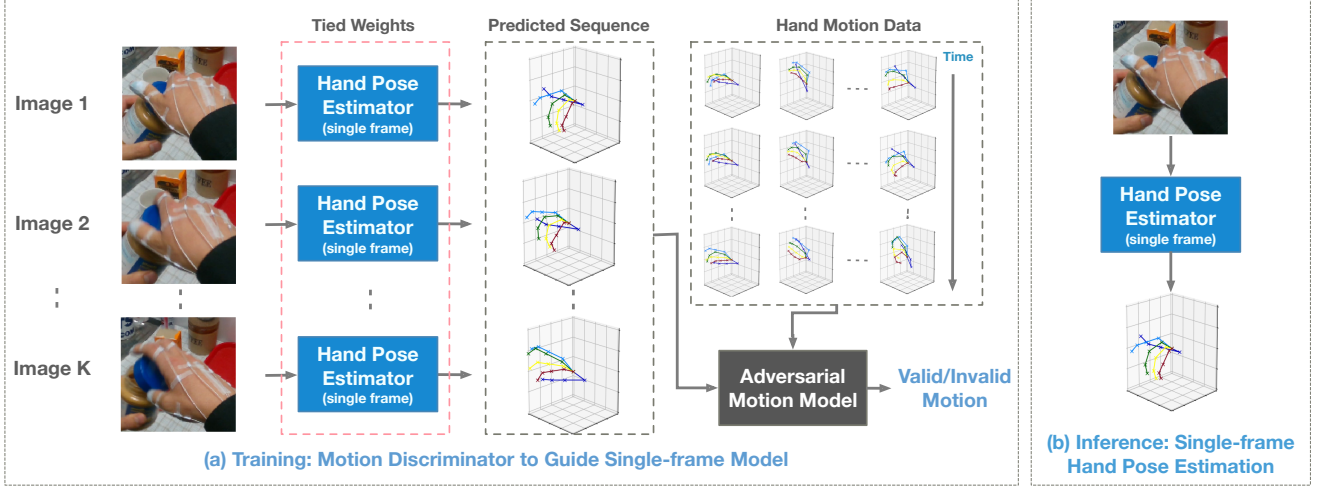 Tied Weights
Predicted Sequence
Hand Motion Data
Time
Image 1
Hand Pose
Estimator
(single frame)
Image 2
Hand Pose
Estimator
(single frame)
Image K
Hand Pose
Estimator
(single frame)
Adversarial
Motion Model
Valid/Invalid
Motion
(a) Training: Motion Discriminator to Guide Single-frame Model
Hand Pose
Estimator
(single frame)
(b) Inference: Single-frame
Hand Pose Estimation